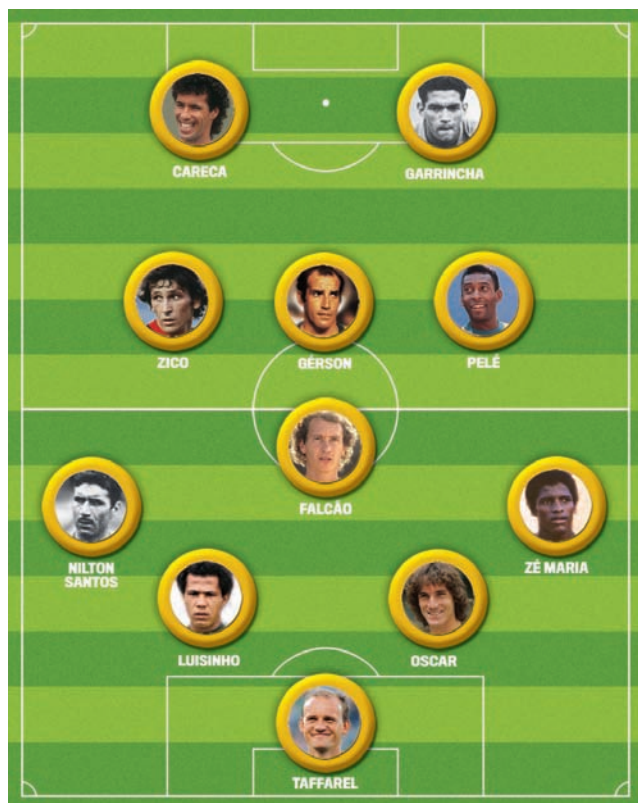 CARECA
GARRINCHA
ZICO
GÉRSON
PELÉ
FALCÃO
NILTON
SANTOS
ZÉ MARIA
LUISINHO
OSCAR
TAFFAREL